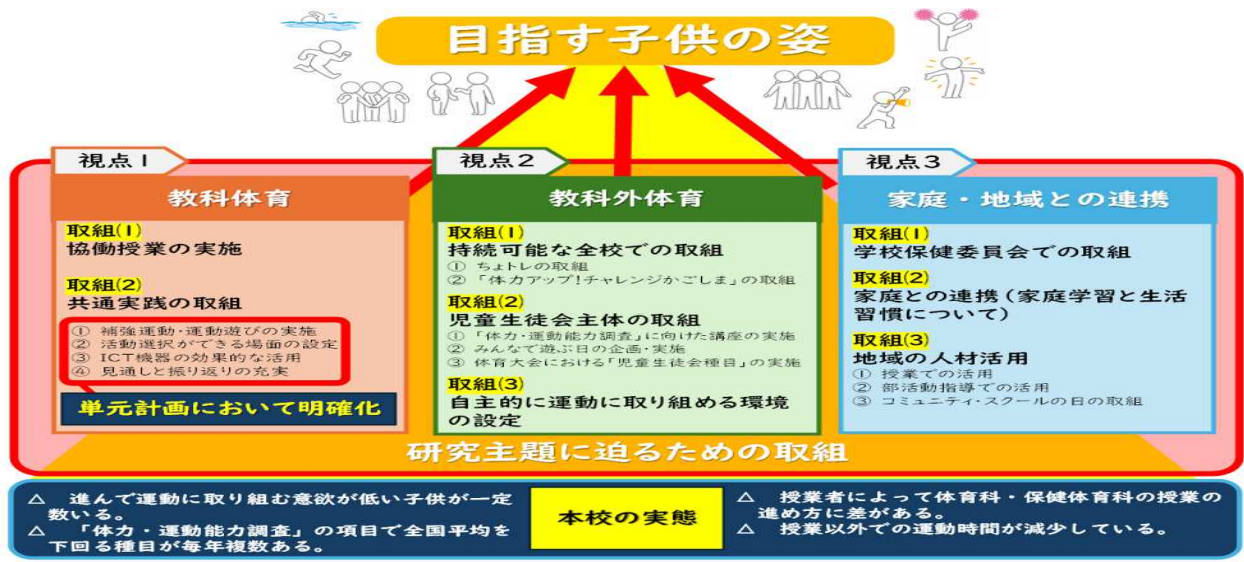 目指す子供の姿
視点1
教科体育
取組(1)
協働授業の実施
取組(2)
共通実践の取組
① 補強運動・運動遊びの実施
② 活動選択ができる場面の設定
③ ICT機器の効果的な活用
④ 見通しと振り返りの充実
単元計画において明確化
視点2
教科外体育
取組(1)
持続可能な全校での取組
① ちょトレの取組
② 「体力アップ!チャレンジかごしま」の取組
取組(2)
児童生徒会主体の取組
① 「体力・運動能力調査」に向けた講座の実施
② みんなで遊ぶ日の企画・実施
③ 体育大会における「児童生徒会種目」の実施
取組(3)
自主的に運動に取り組める環境
の設定
視点3
家庭・地域との連携
取組(1)
学校保健委員会での取組
取組(2)
家庭との連携(家庭学習と生活
習慣について)
取組(3)
地域の人材活用
① 授業での活用
② 部活動指導での活用
③ コミュニティ・スクールの日の取組
研究主題に迫るための取組
△ 進んで運動に取り組む意欲が低い子供が一定
数いる。
△ 「体力・運動能力調査」の項目で全国平均を
下回る種目が毎年複数ある。
本校の実態
△ 授業者によって体育科・保健体育科の授業の
進め方に差がある。
△ 授業以外での運動時間が減少している。